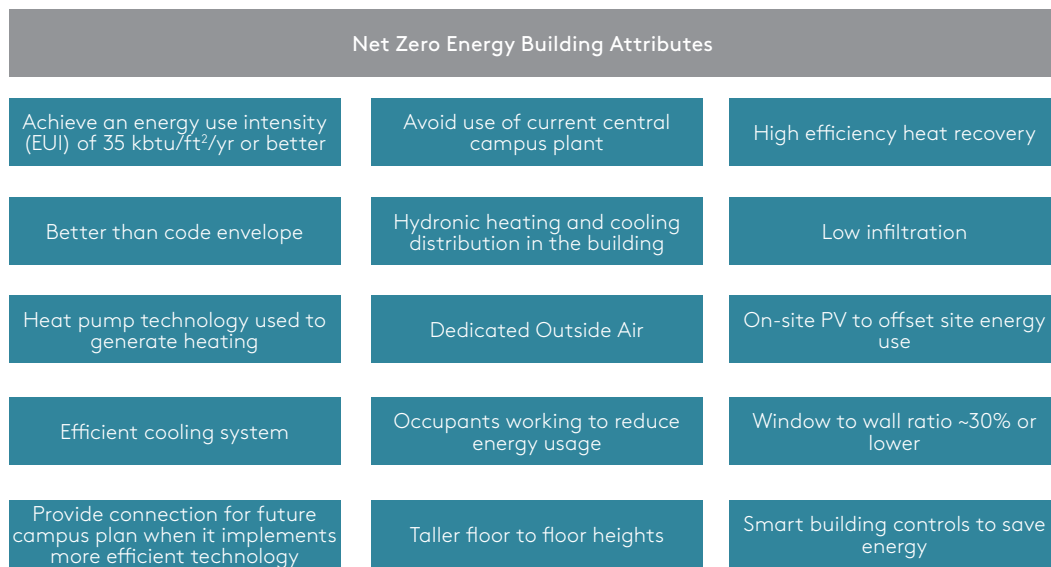 Net Zero Energy Building Attributes
Achieve an energy use intensity
(EUI) of 35 kbtu/ft²/yr or better
Avoid use of current central
campus plant
High efficiency heat recovery
Better than code envelope
Hydronic heating and cooling
distribution in the building
Low infiltration
Heat pump technology used to
generate heating
Dedicated Outside Air
On-site PV to offset site energy
use
Efficient cooling system
Occupants working to reduce
energy usage
Window to wall ratio ~30% or
lower
Provide connection for future
campus plan when it implements
more efficient technology
Taller floor to floor heights
Smart building controls to save
energy